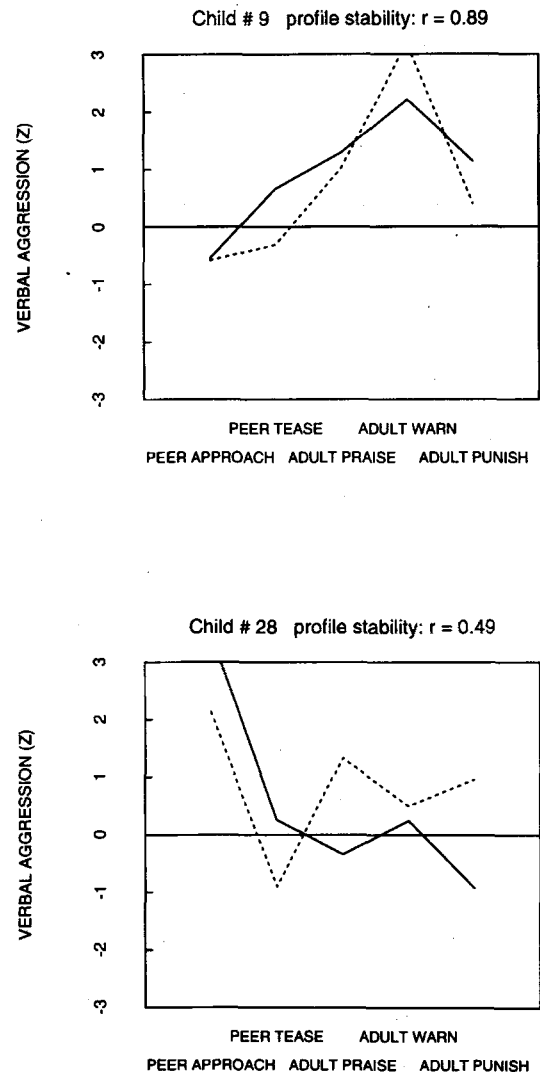 Child # 9 profile stability: r = 0.89
3
2
1
0
-1
-2
-3
VERBAL AGGRESSION (Z)
PEER TEASE ADULT WARN
PEER APPROACH ADULT PRAISE ADULT PUNISH
Child # 28 profile stability: r = 0.49
3
2
1
0
-1
-2
-3
VERBAL AGGRESSION (Z)
PEER TEASE ADULT WARN
PEER APPROACH ADULT PRAISE ADULT PUNISH